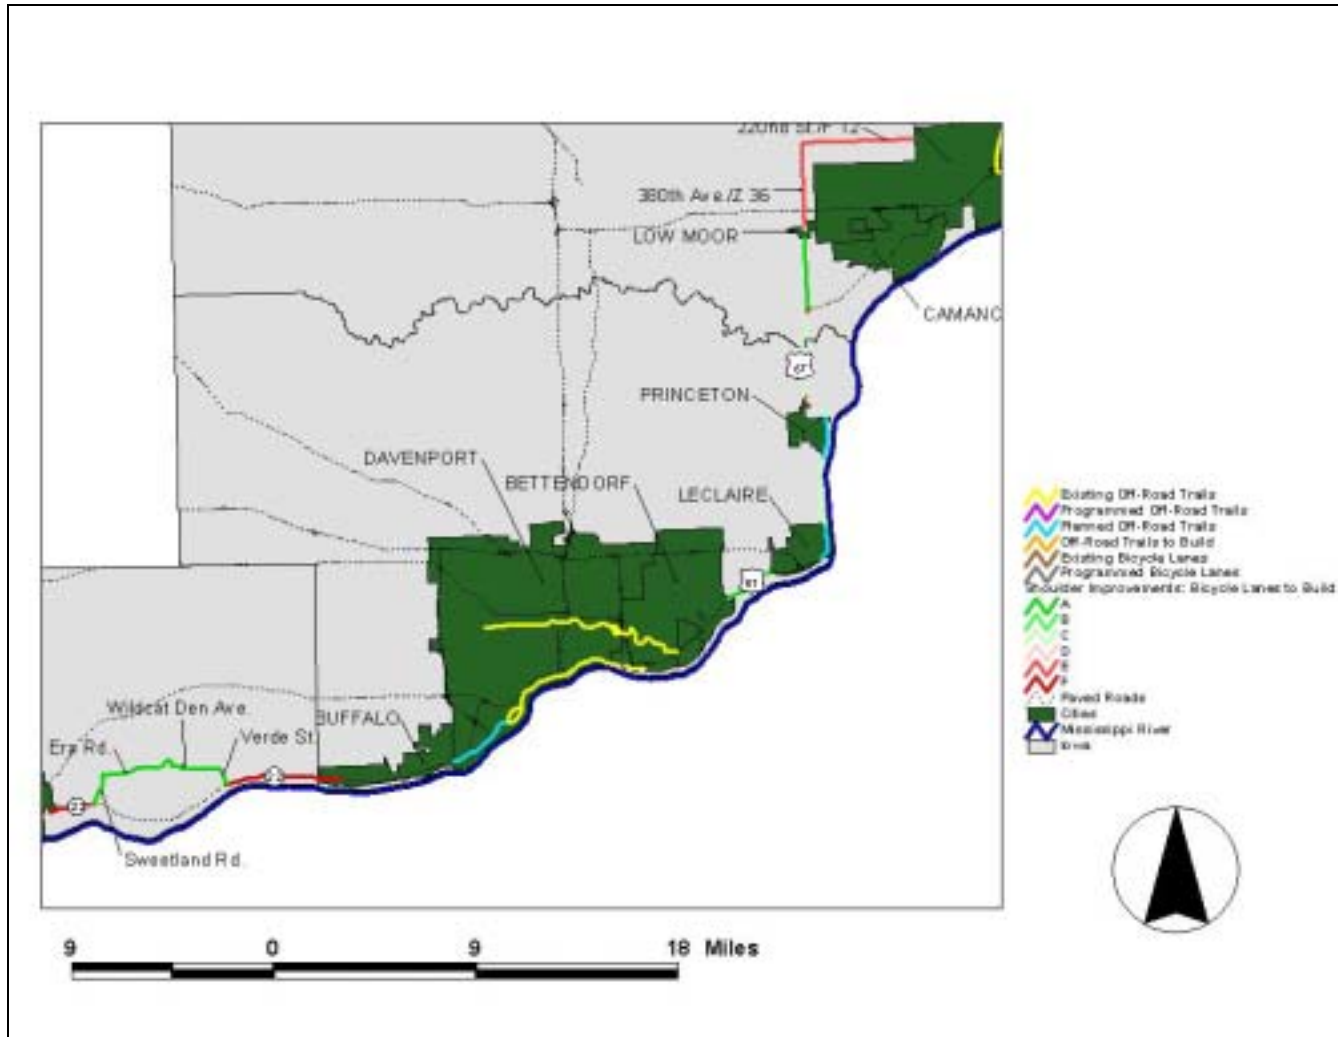 220th St./F 12
380th Ave./Z 36
LOW MOOR
CAMANC
67
PRINCETON
DAVENPORT
BETTENDORF
LECLAIRE
Existing Off-Road Trails
Programmed Off-Road Trails
Planned Off-Road Trails
Off-Road Trails to Build
Existing Bicycle Lanes
Programmed Bicycle Lanes
Shoulder Improvements: Bicycle Lanes to Build
A
B
C
D
E
F
Paved Roads
Cities
Mississippi River
Iowa
Wildcat Den Ave.
BUFFALO
Verde St.
Era Rd.
22
22
Sweetland Rd.
9 0 9 18 Miles